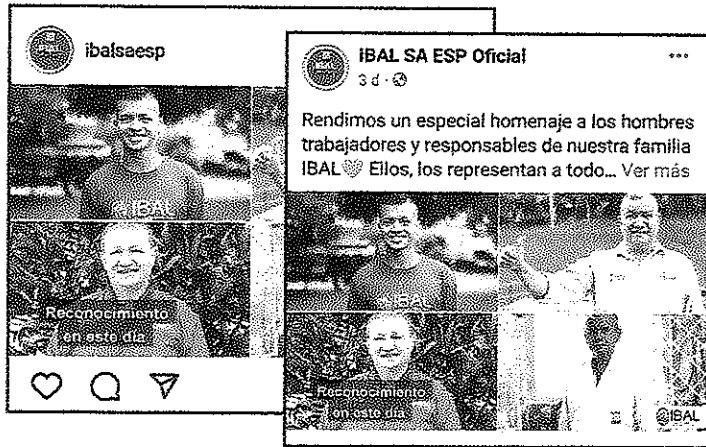 ibalsaesp
IBAL
Reconocimiento
en este día
IBAL SA ESP Oficial
3 d
Rendimos un especial homenaje a los hombres
trabajadores y responsables de nuestra familia
IBAL Ellos, los representan a todo... Ver más
IBAL
Reconocimiento
en este día
@IBAL